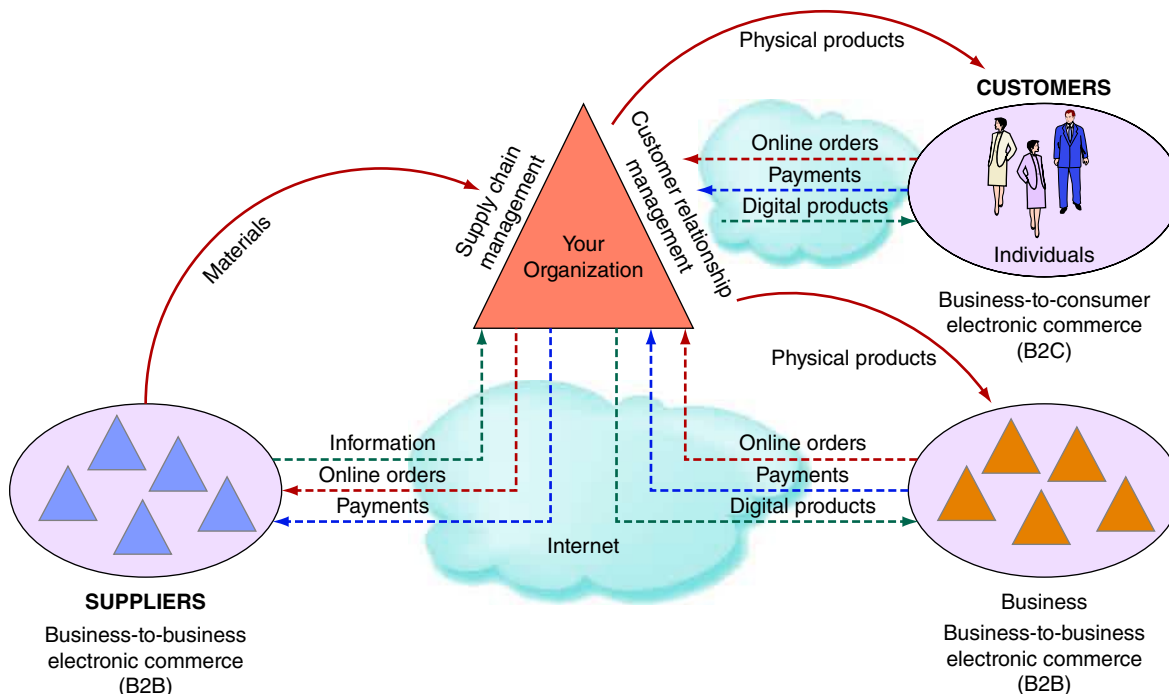 Physical products
CUSTOMERS
Online orders
Payments
Digital products
Individuals
Business-to-consumer
electronic commerce
(B2C)
Supply chain
management
Customer relationship
management
Your
Organization
Materials
Physical products
Information
Online orders
Payments
Internet
Online orders
Payments
Digital products
SUPPLIERS
Business-to-business
electronic commerce
(B2B)
Business
Business-to-business
electronic commerce
(B2B)